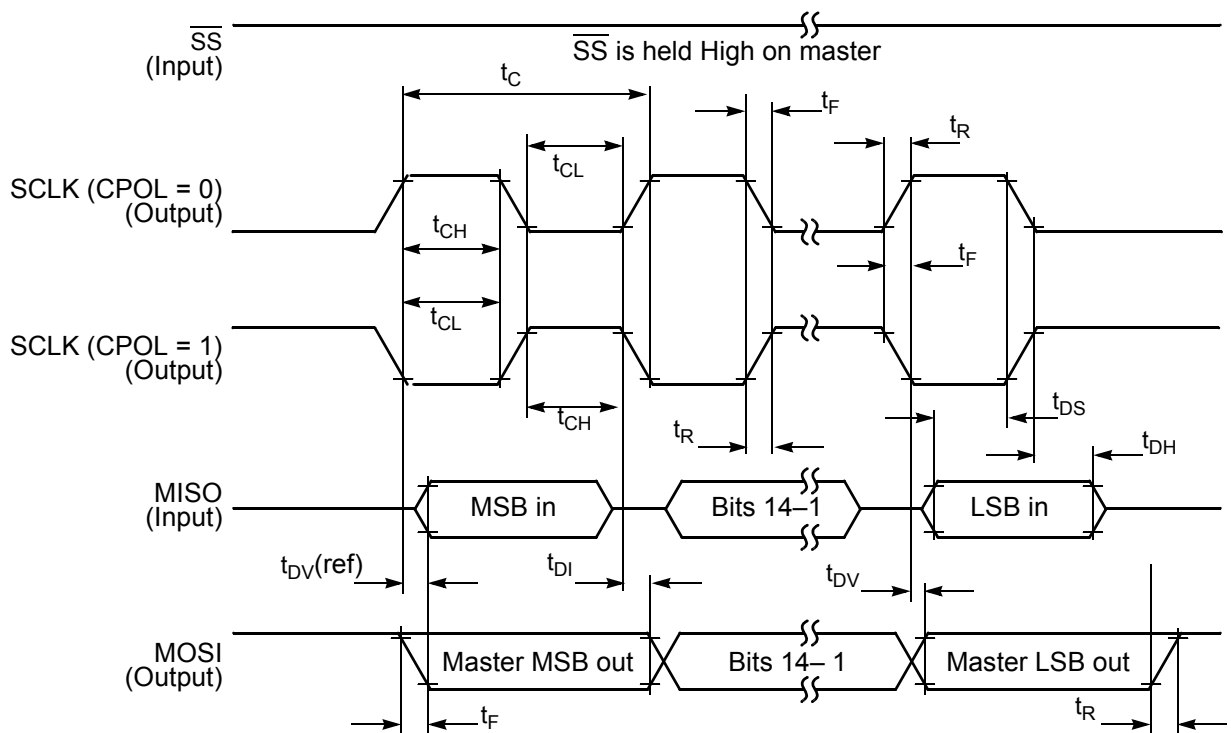 SS
(Input)
SS is held High on master
tC
tF
tR
tCL
SCLK (CPOL = 0)
(Output)
tCH
tF
tCL
SCLK (CPOL = 1)
(Output)
tCH
tR
tDS
tDH
MISO
(Input)
MSB in
Bits 14–1
LSB in
tDV(ref)
tDI
tDV
MOSI
(Output)
Master MSB out
Bits 14– 1
Master LSB out
tF
tR